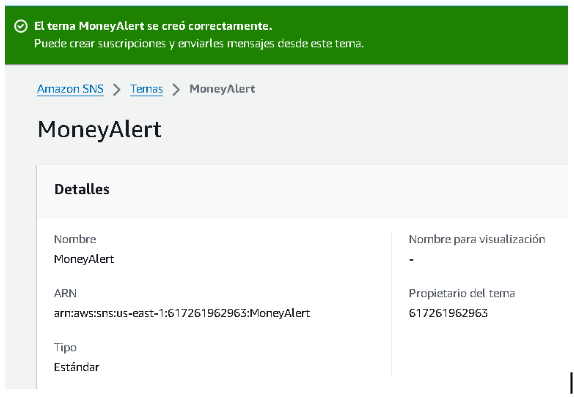 El tema MoneyAlert se creó correctamente.
Puede crear suscripciones y enviarles mensajes desde este tema.
Amazon SNS > Temas > MoneyAlert
MoneyAlert
Detalles
Nombre
MoneyAlert
ARN
arn:aws:sns:us-east-1:617261962963:MoneyAlert
Tipo
Estándar
Nombre para visualización
-
Propietario del tema
617261962963